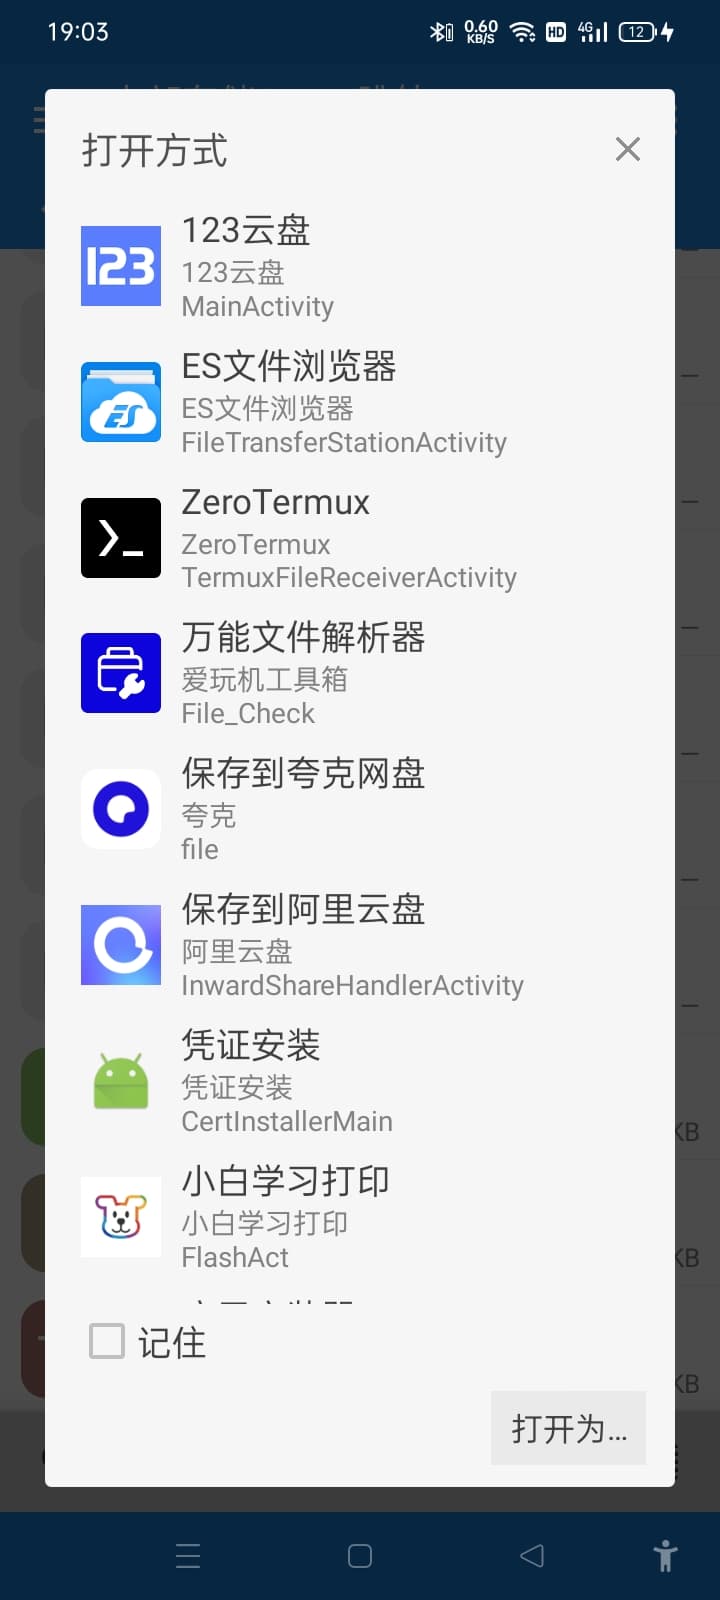 19:03
0.60
KB/S
HD
4G
12
打开方式
123
123云盘
123云盘
MainActivity
ES文件浏览器
ES文件浏览器
FileTransferStationActivity
ZeroTermux
ZeroTermux
TermuxFileReceiverActivity
万能文件解析器
爱玩机工具箱
File_Check
保存到夸克网盘
夸克
file
保存到阿里云盘
阿里云盘
InwardShareHandlerActivity
凭证安装
凭证安装
CertInstallerMain
小白学习打印
小白学习打印
FlashAct
KB
KB
KB
记住
打开为...